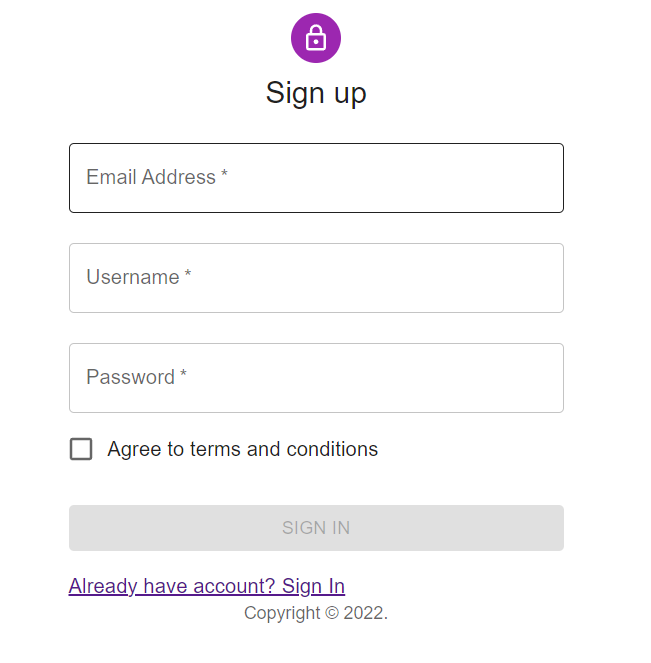 Sign up
Email Address *
Username *
Password *
Agree to terms and conditions
SIGN IN
Already have account? Sign In
Copyright © 2022.